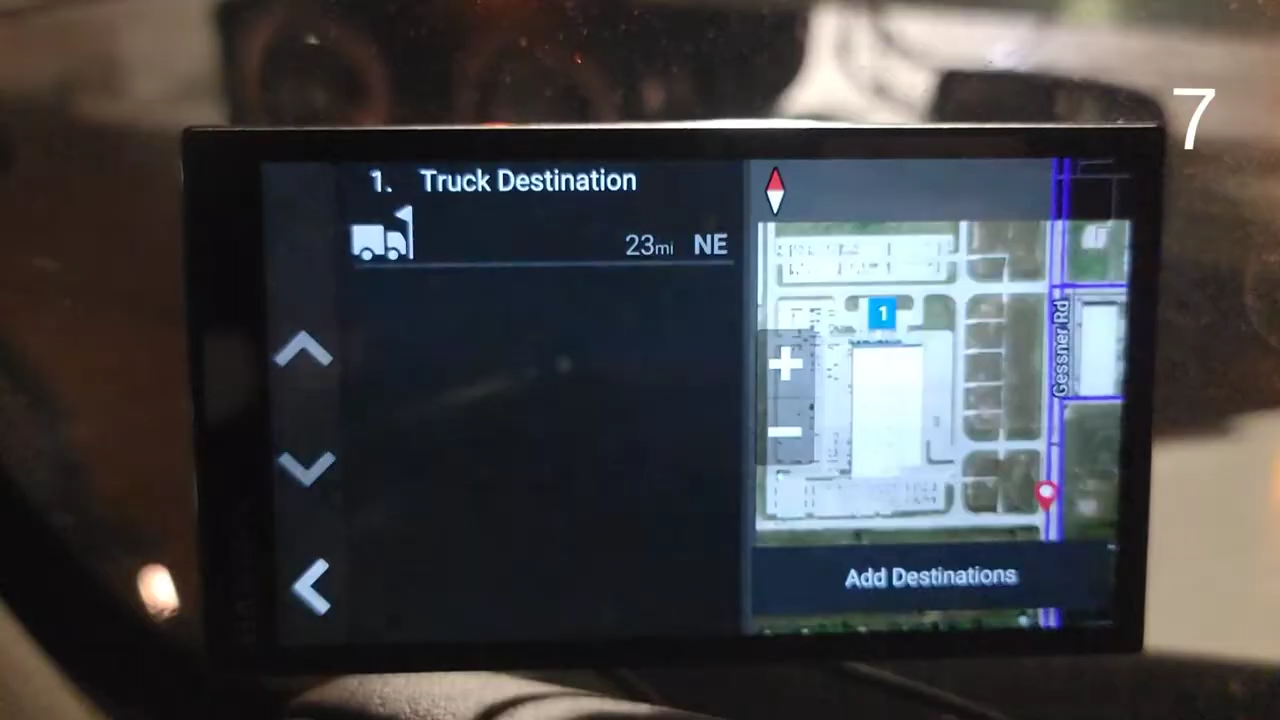 7
1. Truck Destination
23mi NE
1
Gessner Rd
Add Destinations